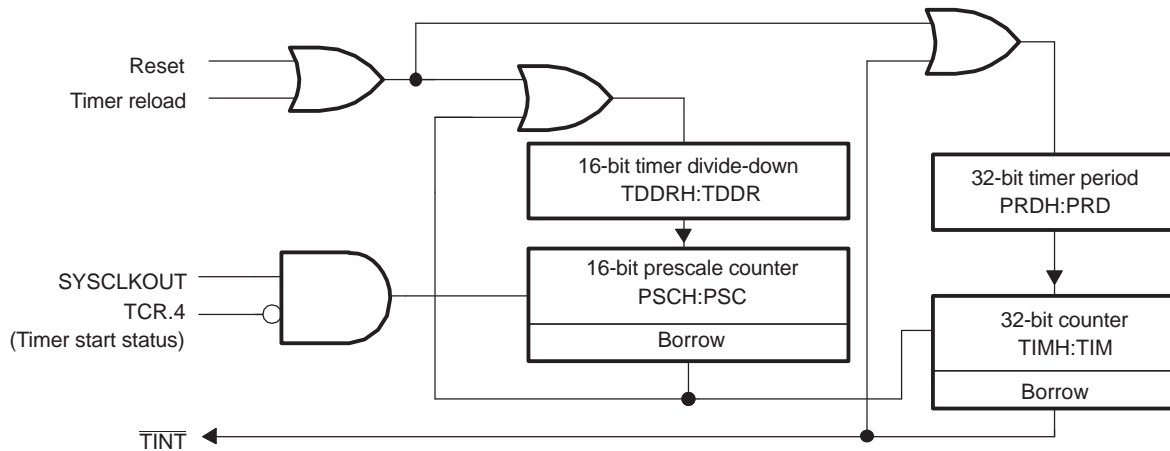 Reset
Timer reload
16-bit timer divide-down
TDDRH:TDDR
32-bit timer period
PRDH:PRD
SYSCLKOUT
TCR.4
(Timer start status)
16-bit prescale counter
PSCH:PSC
Borrow
32-bit counter
TIMH:TIM
Borrow
TINT